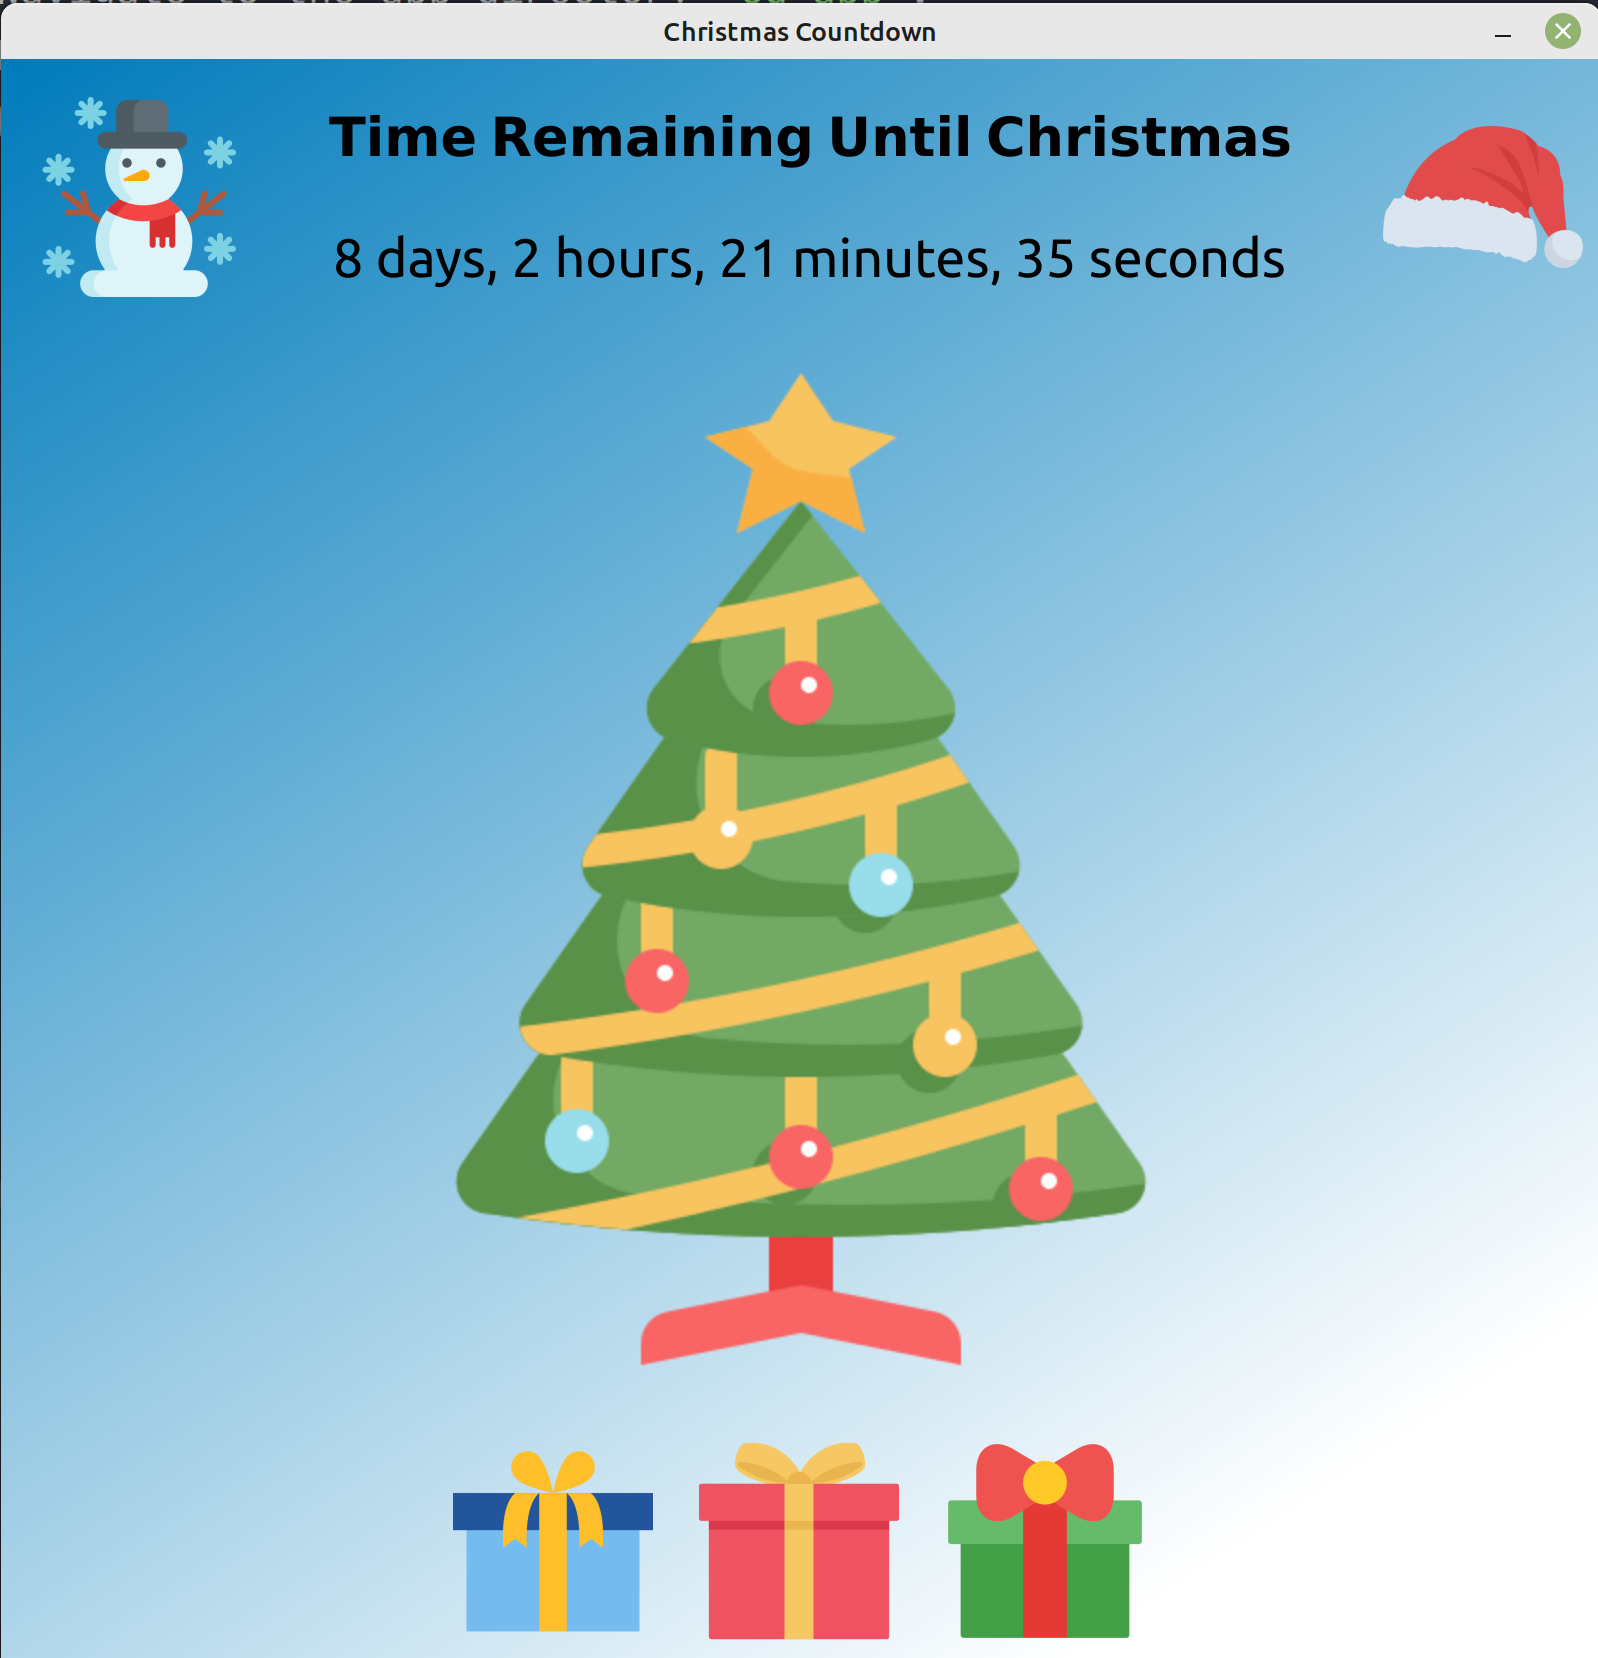 Christmas Countdown
Time Remaining Until Christmas
8 days, 2 hours, 21 minutes, 35 seconds